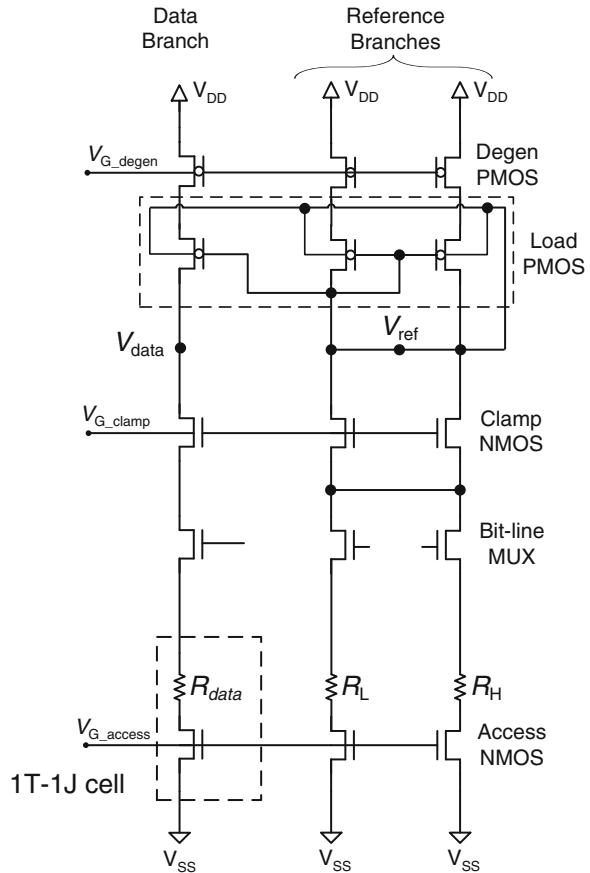 Data
Branch
Reference
Branches
V_DD
V_DD
V_DD
V_G_degen
Degen
PMOS
Load
PMOS
V_data
V_ref
V_G_clamp
Clamp
NMOS
Bit-line
MUX
R_data
R_L
R_H
V_G_access
Access
NMOS
1T-1J cell
V_SS
V_SS
V_SS